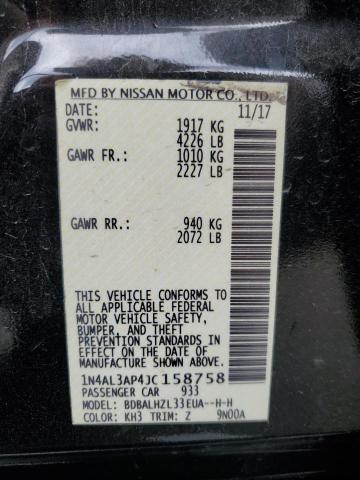 MFD BY NISSAN MOTOR CO., LTD.
DATE: 11/17
GVWR: 1917 KG
4226 LB
GAWR FR: 1010 KG
2227 LB
GAWR RR: 940 KG
2072 LB
THIS VEHICLE CONFORMS TO
ALL APPLICABLE FEDERAL
MOTOR VEHICLE SAFETY,
BUMPER, AND THEFT
PREVENTION STANDARDS IN
EFFECT ON THE DATE OF
MANUFACTURE SHOWN ABOVE.
1N4AL3AP4JC158758
PASSENGER CAR 933
MODEL: BDBALHZL33EUA--H-H
COLOR: KH3 TRIM: Z 9N00A